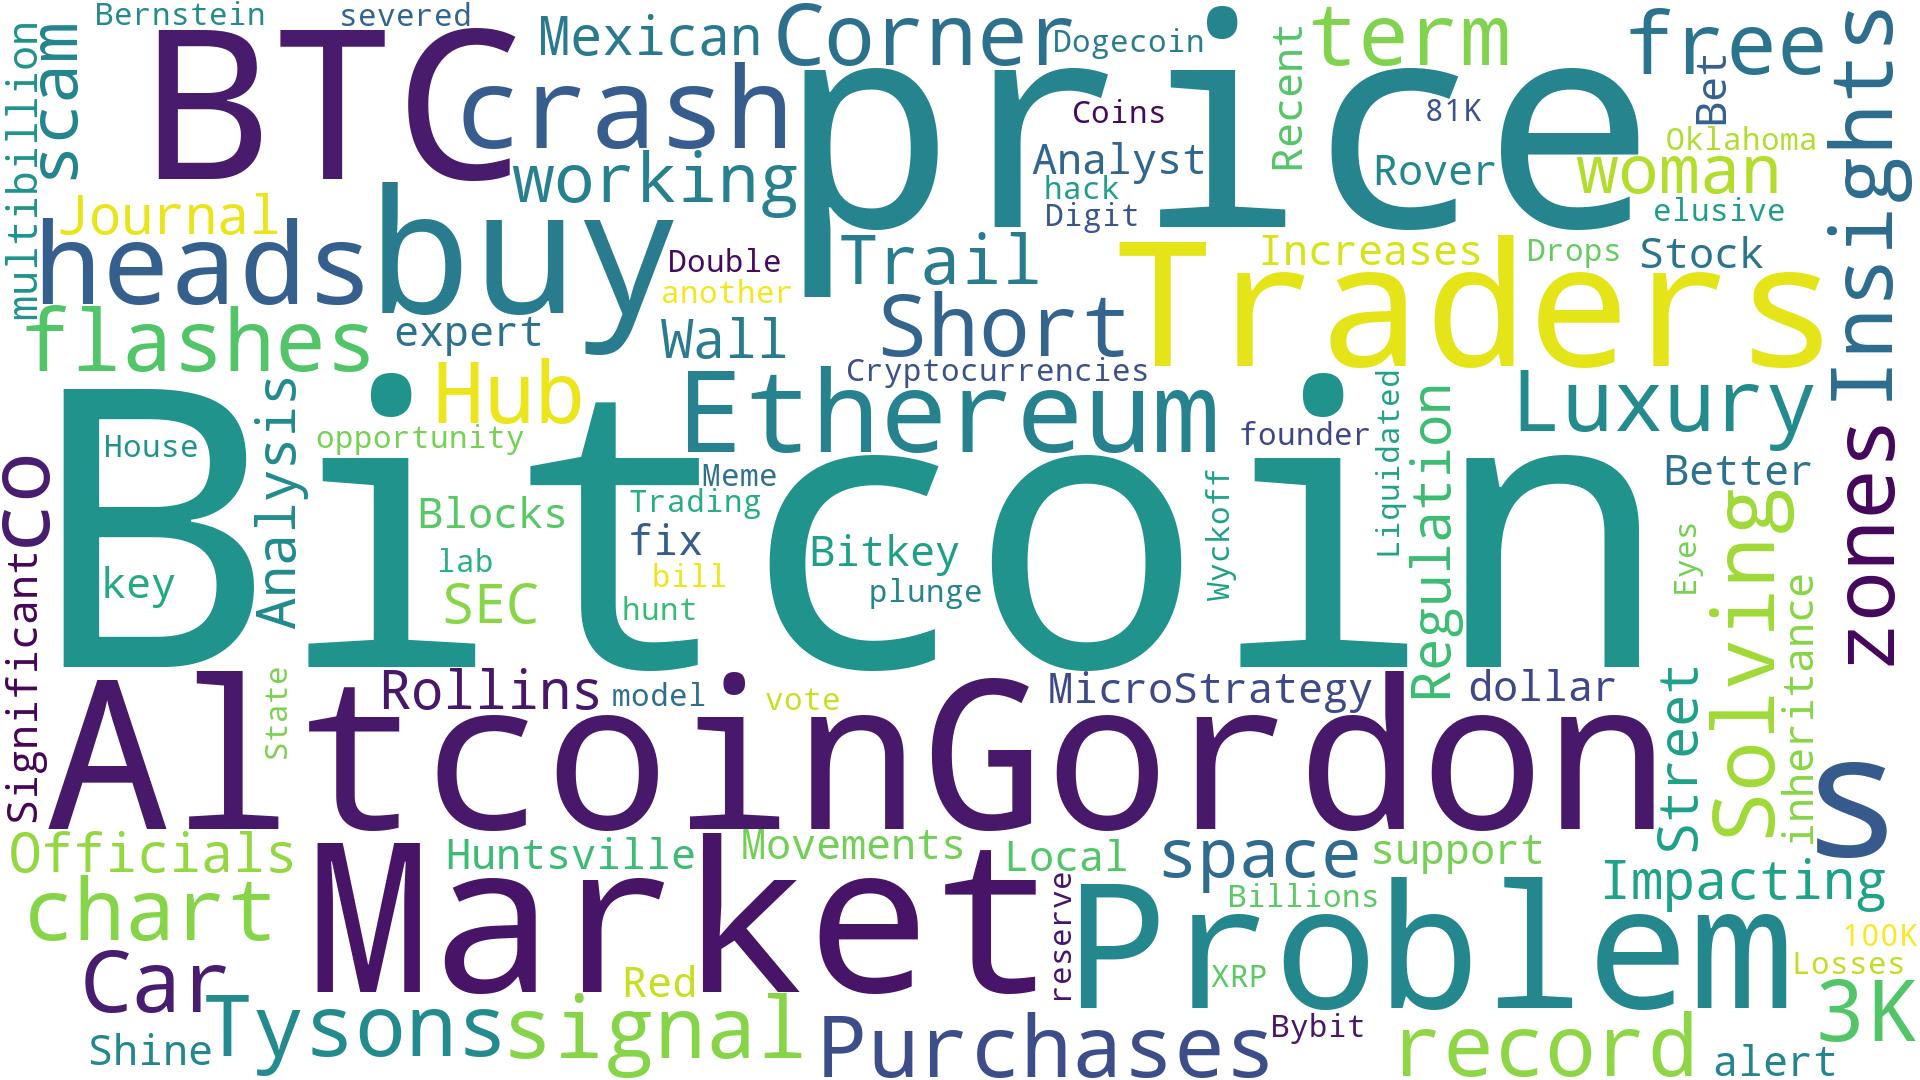 Bernstein
severed
BTC
Mexican
Corner
Dogecoin
price
Recent
term
free
Bet
Insights
multibillion
scam
crash
Coins
81K
Oklahoma
working
Analyst
Rover
woman
hack
Digit
elusive
Journal
heads
buy
Double
another
Trail
Traders
Increases
Drops
Stock
flashes
expert
Wall
Short
Cryptocurrencies
Hub
Ethereum
Luxury
Bitcoin
House
Analysis
opportunity
founder
Liquidated
Regulation
Better
co
Meme
Blocks
Trading
Wyckoff
zones
key
lab
fix
Bitkey
Eyes
Solving
SEC
bill
hunt
plunge
Significant
State
Rollins
model
vote
MicroStrategy
dollar
Street
inheritance
AltcoinGordon
s
Officials
Huntsville
Movements
Local
space
support
Impacting
chart
Market
reserve
Problem
Billions
100K
Car
Red
XRP
Losses
Tysons
signal
Purchases
Bybit
record
3K
Shine
alert